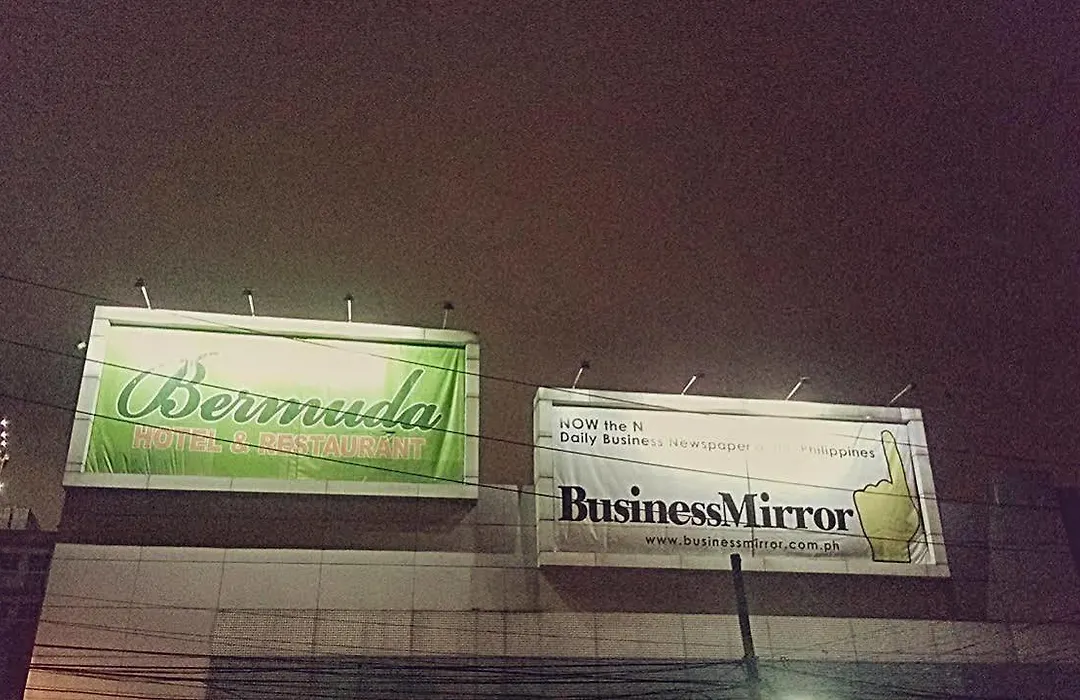 Bermuda
HOTEL & RESTAURANT
NOW the N
Daily Business Newspaper Philippines
BusinessMirror
www.businessmirror.com.ph